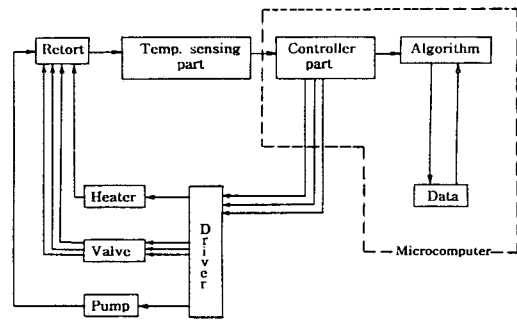 Retort
Temp. sensing
part
Controller
part
Algorithm
Heater
Driver
Data
Valve
Microcomputer
Pump